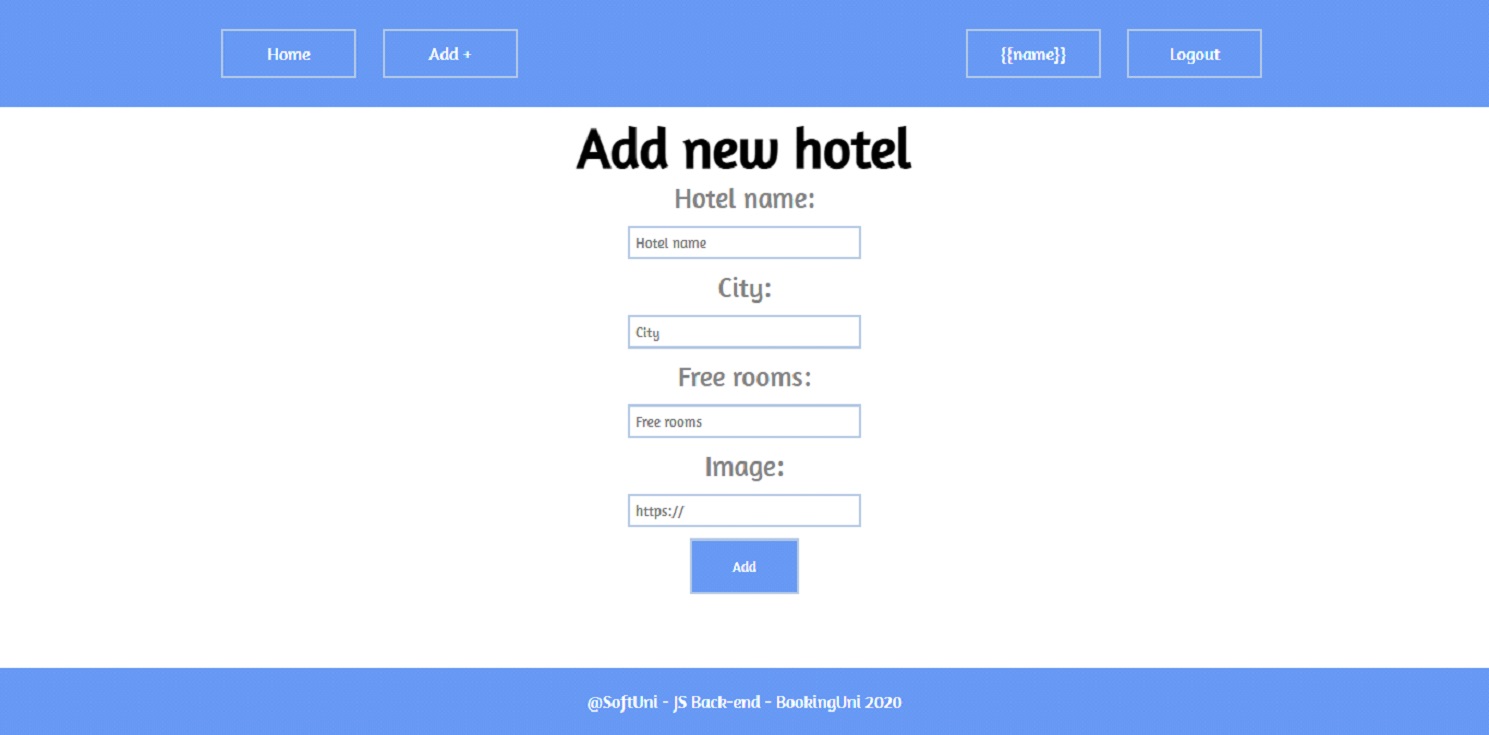 Home Add + {{name}} Logout
Add new hotel
Hotel name:
Hotel name
City:
City
Free rooms:
Free rooms
Image:
https://
Add
@SoftUni - JS Back-end - BookingUni 2020